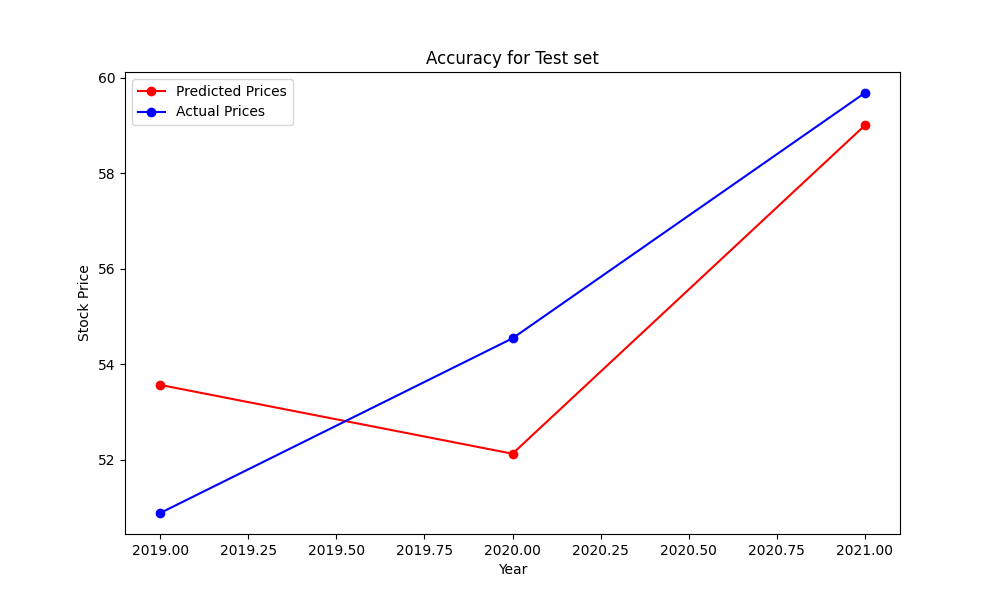 Accuracy for Test set
Predicted Prices
Actual Prices
60
58
56
54
52
Stock Price
2019.00 2019.25 2019.50 2019.75 2020.00 2020.25 2020.50 2020.75 2021.00
Year